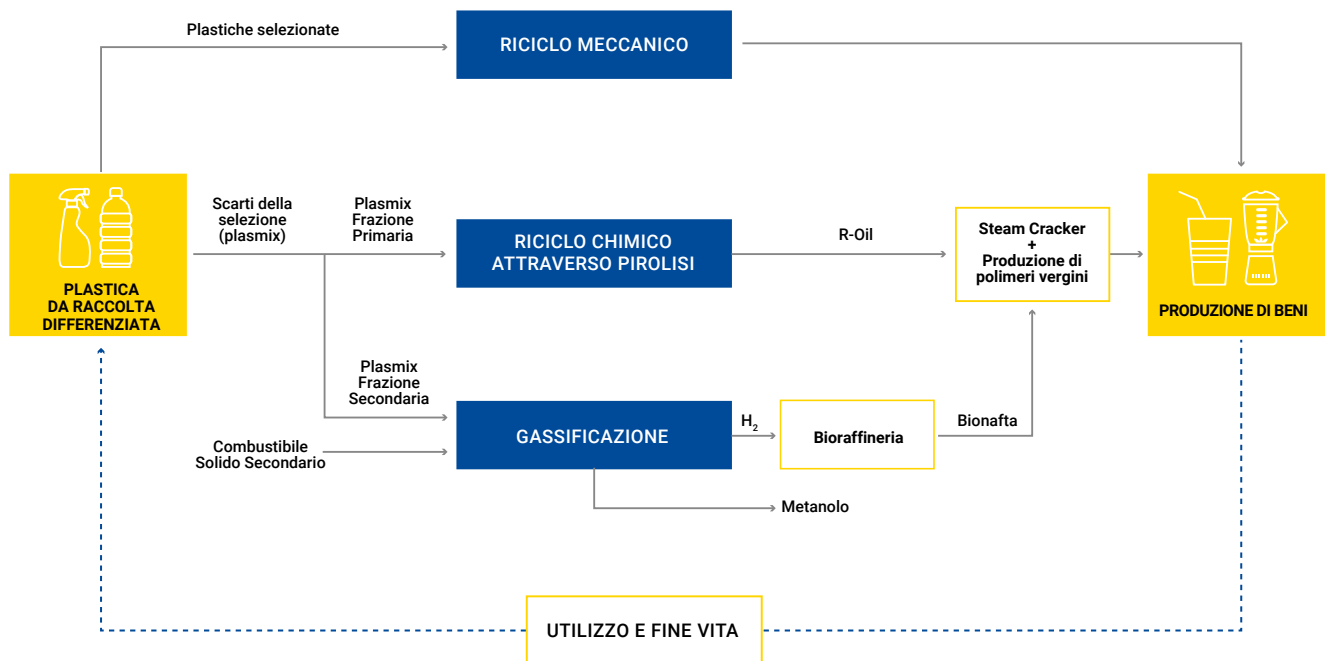 Plastiche selezionate
RICICLO MECCANICO
PLASTICA
DA RACCOLTA
DIFFERENZIATA
Scarti della
selezione
(plasmix)
Plasmix
Frazione
Primaria
RICICLO CHIMICO
ATTRAVERSO PIROLISI
R-Oil
Steam Cracker
+
Produzione di
polimeri vergini
PRODUZIONE DI BENI
Plasmix
Frazione
Secondaria
Combustibile
Solido Secondario
GASSIFICAZIONE
H₂
Bioraffineria
Bionafta
Metanolo
UTILIZZO E FINE VITA